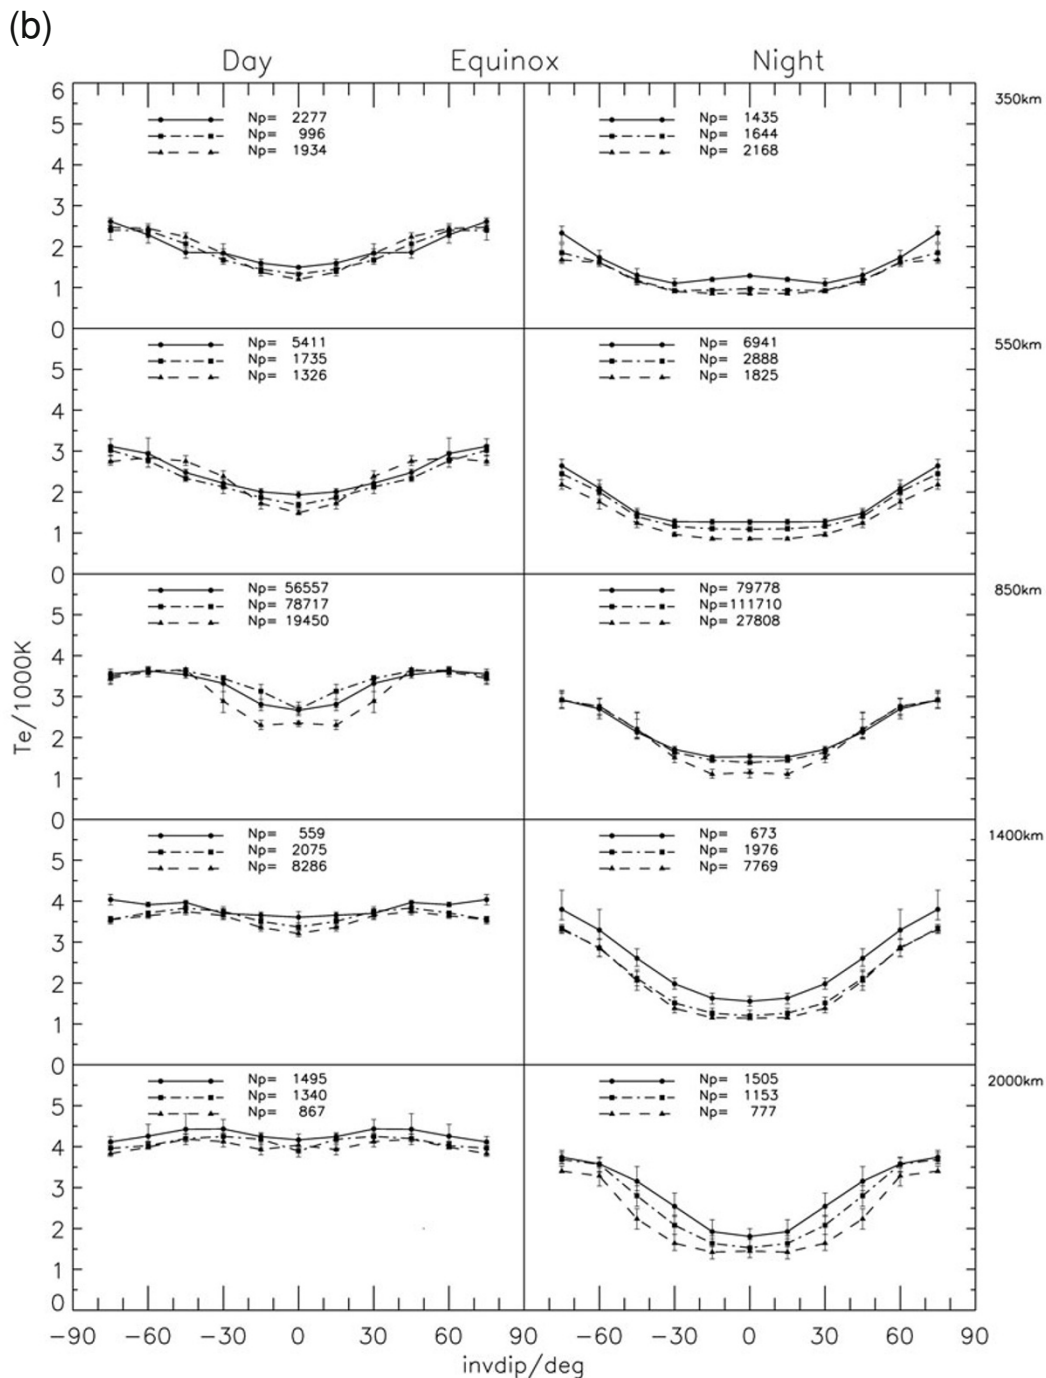 (b)
Day Equinox Night
6 350km
Np= 2277 Np= 1435
5 Np= 996 Np= 1644
Np= 1934 Np= 2168
4
3
2
1
0 550km
Np= 5411 Np= 6941
5 Np= 1735 Np= 2888
Np= 1326 Np= 1825
4
3
2
1
0 850km
Np= 56557 Np= 79778
5 Np= 78717 Np=111710
Np= 19450 Np= 27808
4
3
2
1
0 1400km
Np= 559 Np= 673
5 Np= 2075 Np= 1976
Np= 8286 Np= 7769
4
3
2
1
0 2000km
Np= 1495 Np= 1505
5 Np= 1340 Np= 1153
Np= 867 Np= 777
4
3
2
1
0
Te/1000K
−90 −60 −30 0 30 60 90 −60 −30 0 30 60 90
invdip/deg